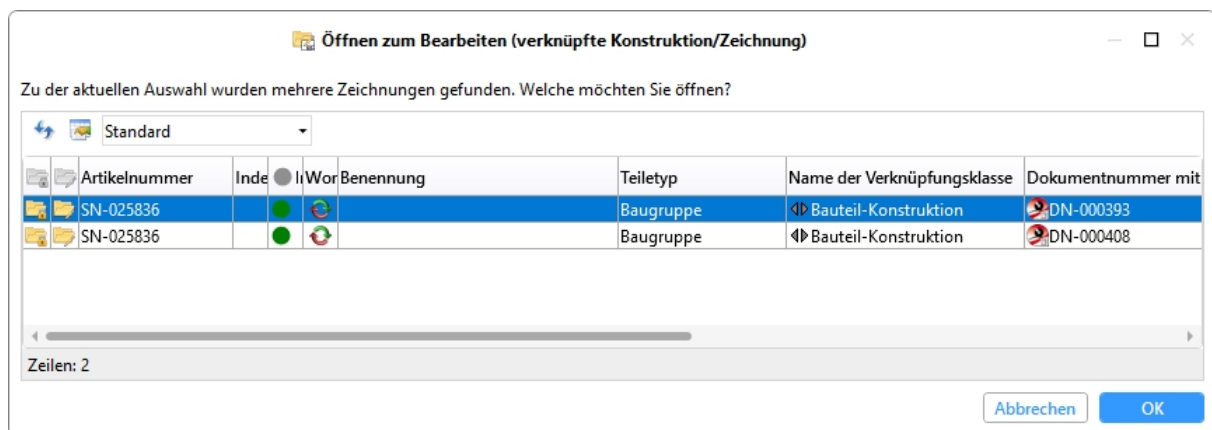 Öffnen zum Bearbeiten (verknüpfte Konstruktion/Zeichnung)
Zu der aktuellen Auswahl wurden mehrere Zeichnungen gefunden. Welche möchten Sie öffnen?
Standard
Artikelnummer Inde I Wor Benennung Teiletyp Name der Verknüpfungsklasse Dokumentnummer mit
SN-025836 Baugruppe Bauteil-Konstruktion DN-000393
SN-025836 Baugruppe Bauteil-Konstruktion DN-000408
Zeilen: 2
Abbrechen OK